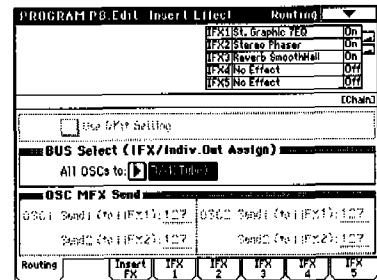 PROGRAM P8.Edit-Insert Effect Routing
IFX1 St. Graphic 7EQ On
IFX2 Stereo Phaser On
IFX3 Reverb SmoothHall On
IFX4 No Effect Off
IFX5 No Effect Off
[Chain]
Use DKit Setting
BUS Select (IFX/Indiv.Out Assign)
All OSCs to:
OSC MFX Send
OSC1 Send1 (to MFX1): 127 OSC2 Send1 (to MFX1): 127
Send2 (to MFX2): 127 Send2 (to MFX2): 127
Routing Insert FX IFX 1 IFX 2 IFX 3 IFX 4 IFX 5